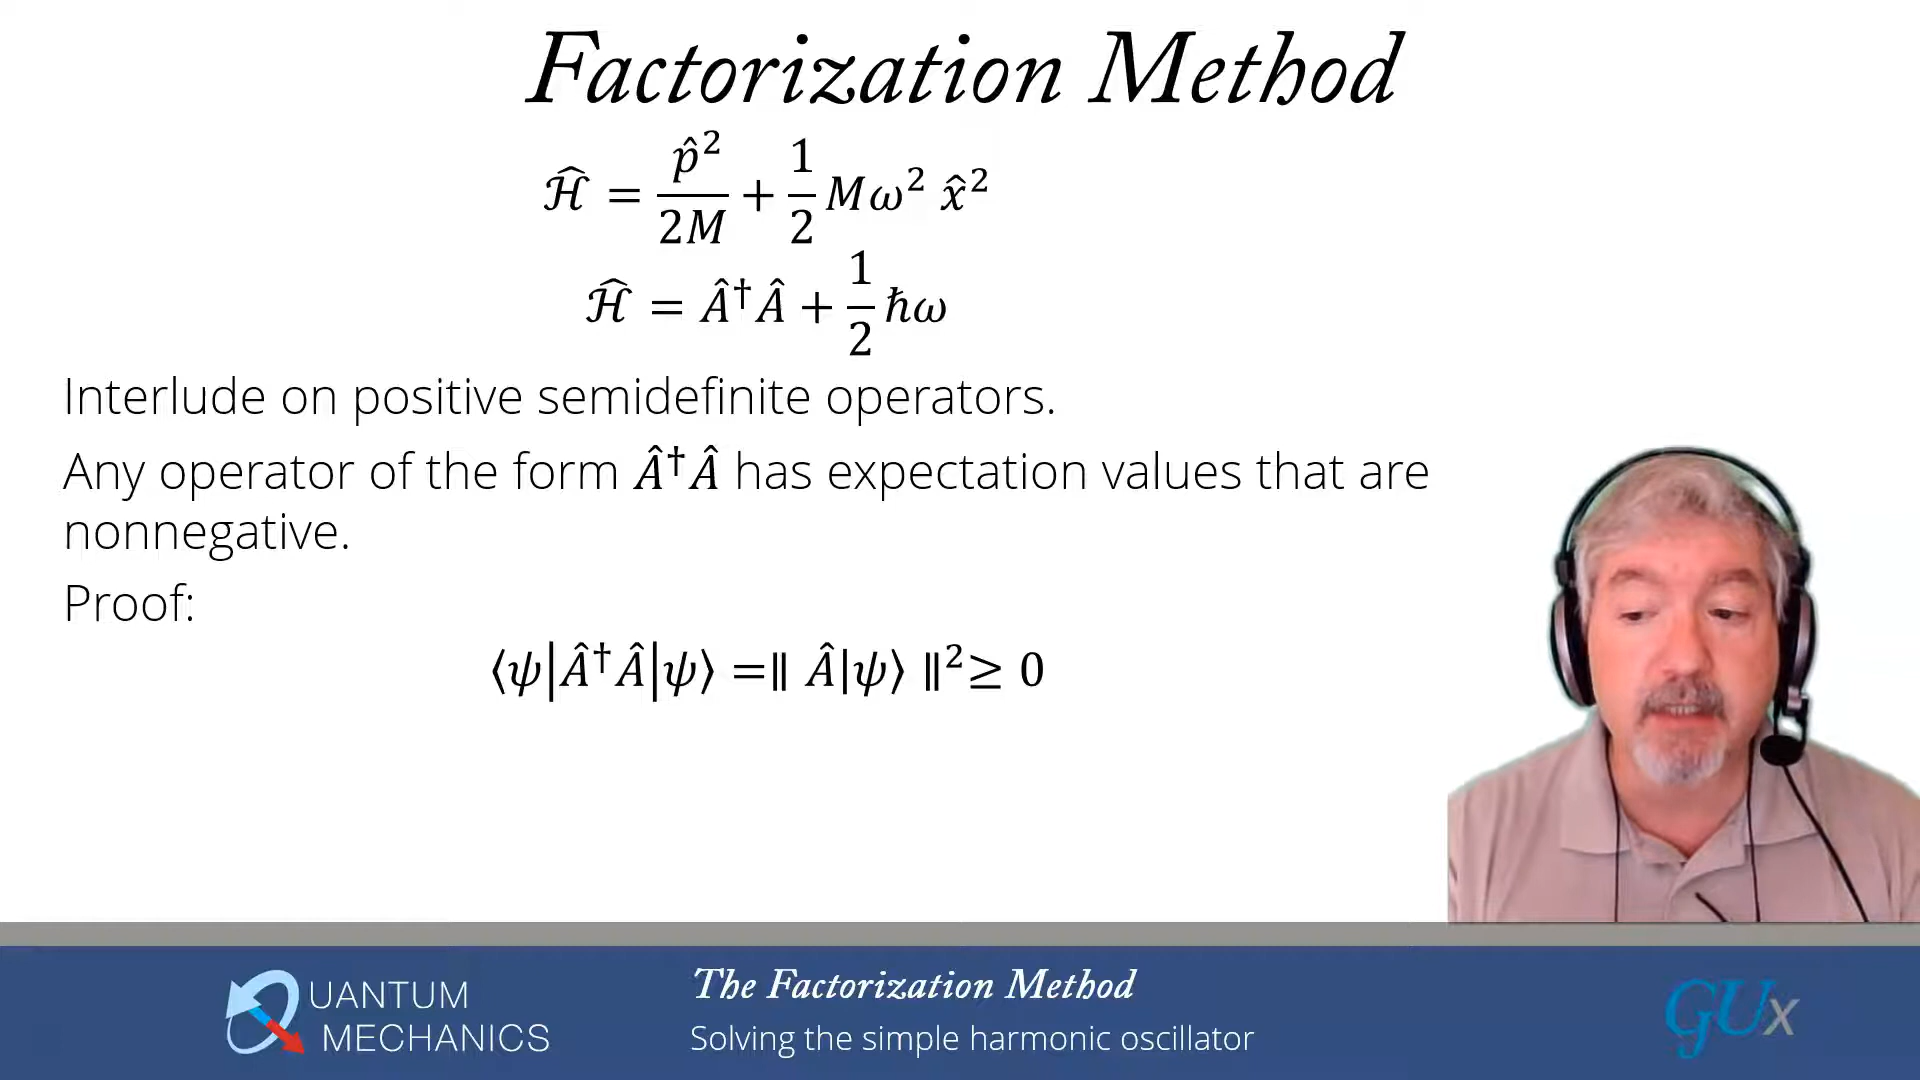 Factorization Method
ℋ̂ = p̂²/2M + 1/2 Mω² x̂²
ℋ̂ = Â†Â + 1/2 ħω
Interlude on positive semidefinite operators.
Any operator of the form Â†Â has expectation values that are
nonnegative.
Proof:
⟨ψ|Â†Â|ψ⟩ =‖ Â|ψ⟩ ‖²≥ 0
QUANTUM
MECHANICS
The Factorization Method
Solving the simple harmonic oscillator
GUx